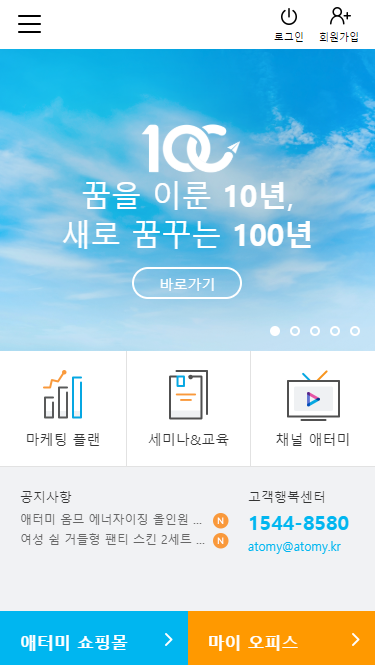 로그인 회원가입
100
꿈을 이룬 10년,
새로 꿈꾸는 100년
바로가기
마케팅 플랜 세미나&교육 채널 애터미
공지사항
애터미 옴므 에너자이징 올인원 ... N
여성 쉼 거들형 팬티 스킨 2세트 ... N
고객행복센터
1544-8580
atomy@atomy.kr
애터미 쇼핑몰 마이 오피스